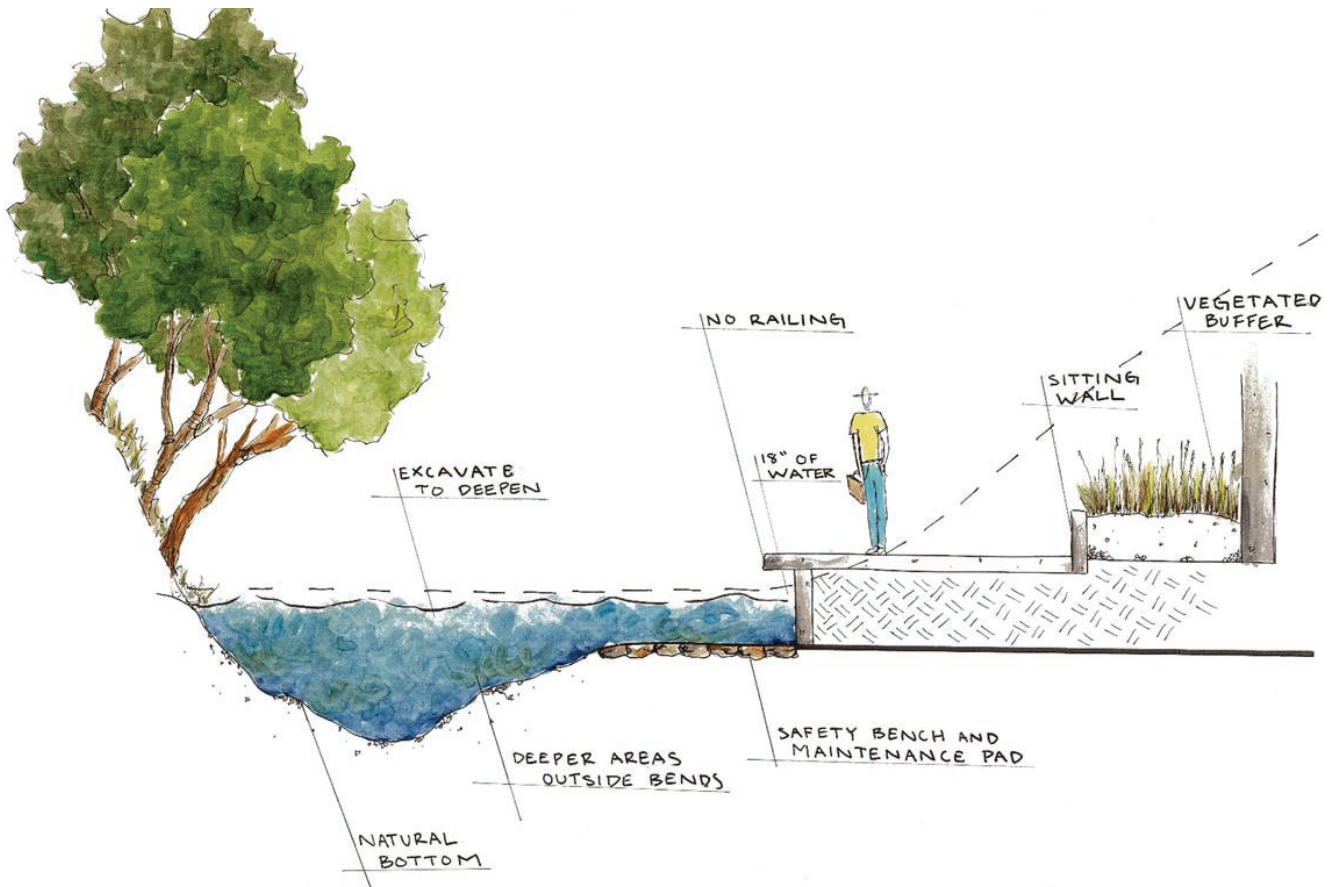 NO RAILING
VEGETATED
BUFFER
SITTING
WALL
18" OF
WATER
EXCAVATE
TO DEEPEN
SAFETY BENCH AND
MAINTENANCE PAD
DEEPER AREAS
OUTSIDE BENDS
NATURAL
BOTTOM